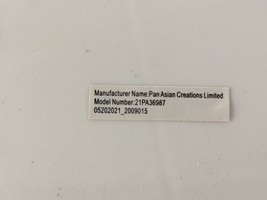 Manufacturer Name:Pan Asian Creations Limited
Model Number:21PA36987
05202021_2009015